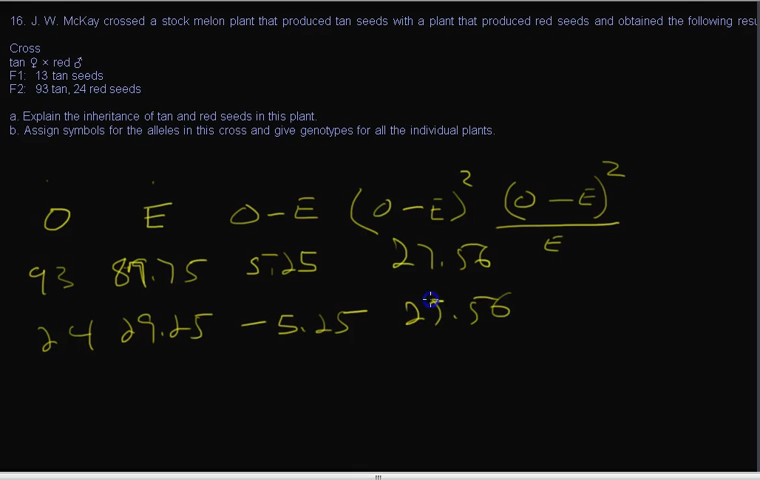 16. J. W. McKay crossed a stock melon plant that produced tan seeds with a plant that produced red seeds and obtained the following
Cross
tan ♀ × red ♂
F1: 13 tan seeds
F2: 93 tan, 24 red seeds
a. Explain the inheritance of tan and red seeds in this plant.
b. Assign symbols for the alleles in this cross and give genotypes for all the individual plants.
O E O-E (O-E)² (O-E)²/E
93 89.75 5.25 27.56
24 29.25 -5.25 27.56